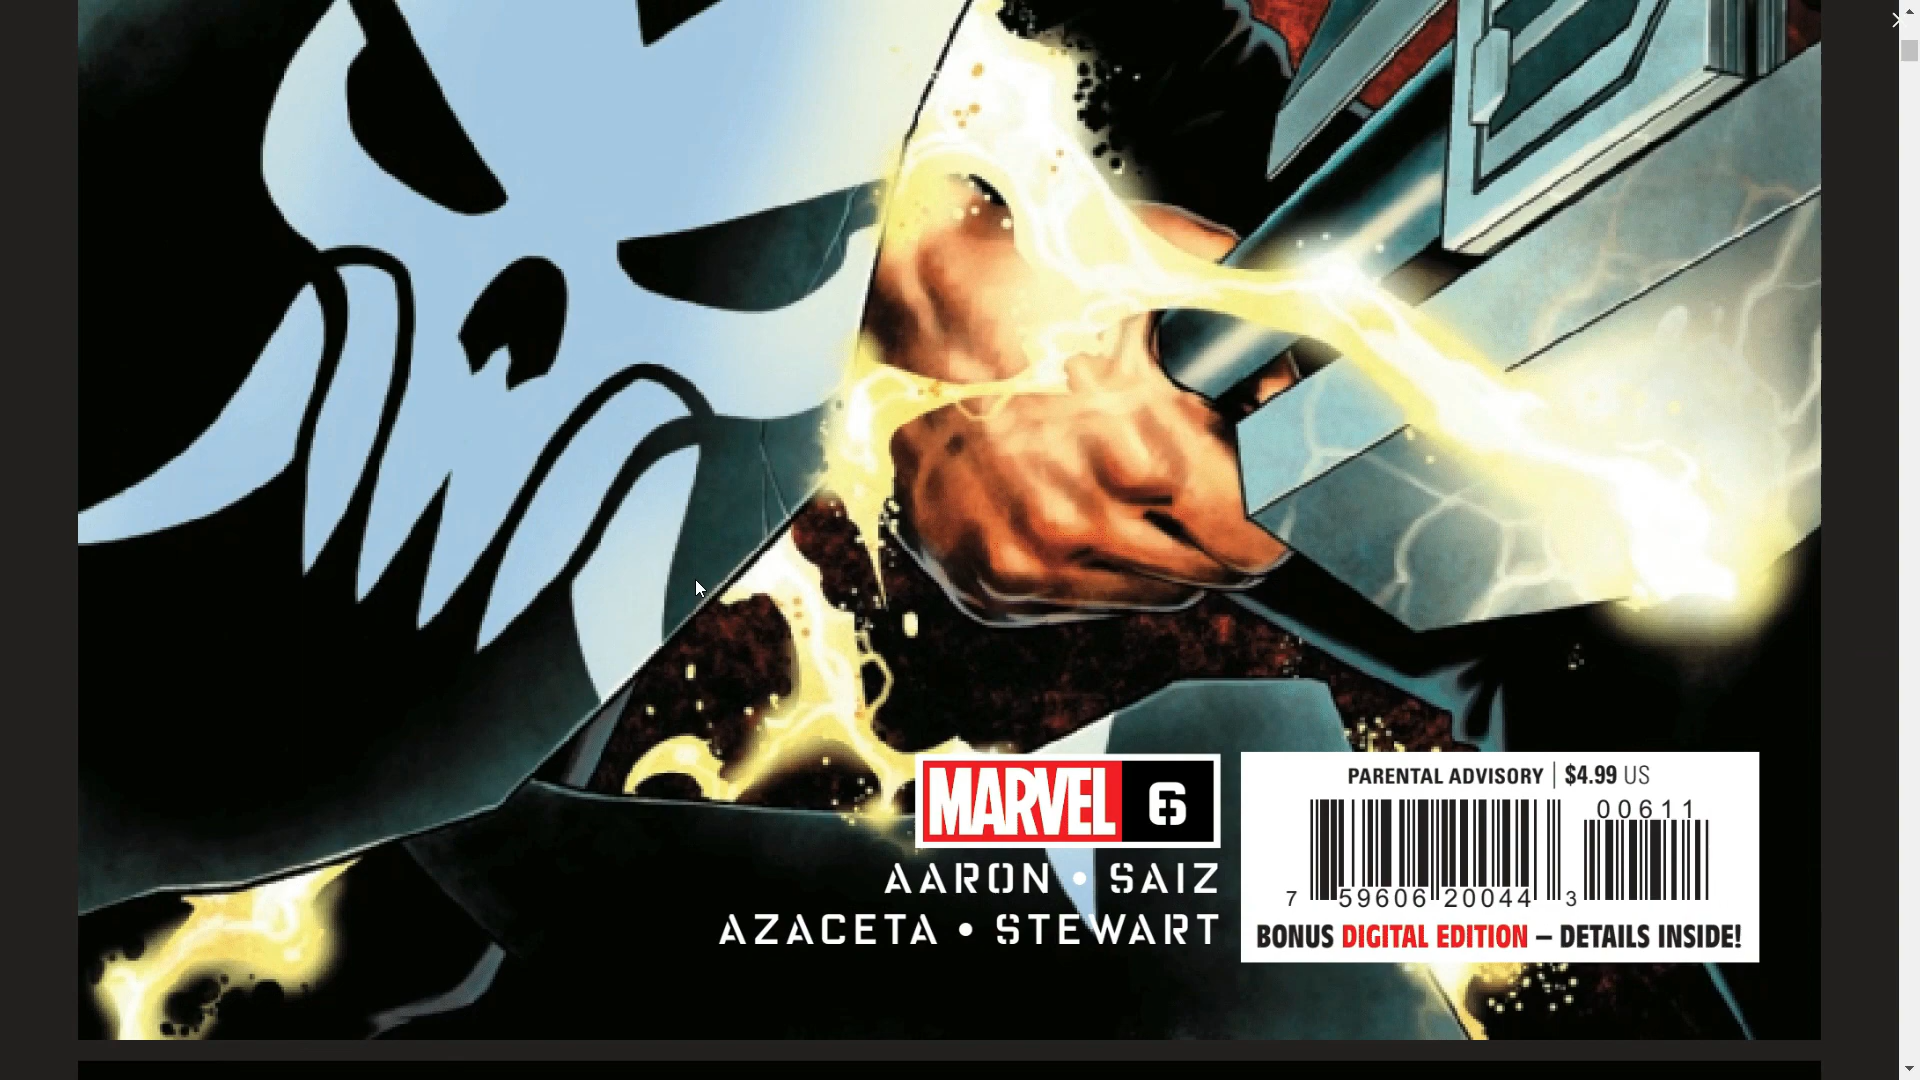 MARVEL 6
AARON • SAIZ
AZACETA • STEWART
PARENTAL ADVISORY | $4.99 US
00611
7 59606 20044 3
BONUS DIGITAL EDITION – DETAILS INSIDE!